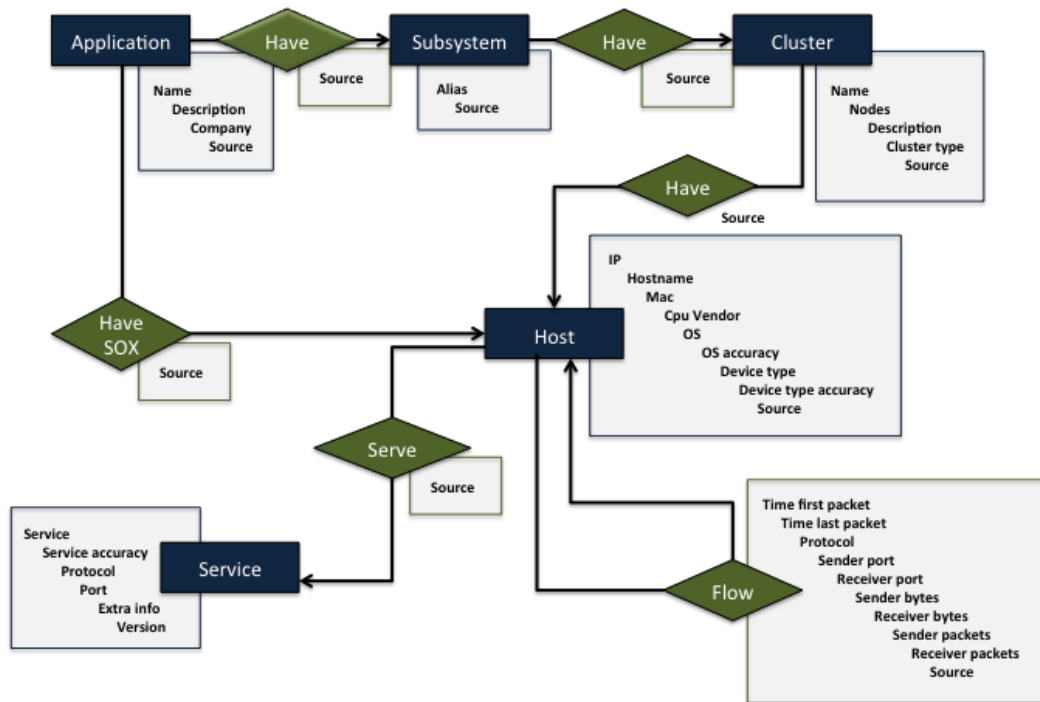 Application
Have
Subsystem
Have
Cluster
Source
Source
Name
Description
Company
Source
Alias
Source
Name
Nodes
Description
Cluster type
Source
Have
Source
IP
Hostname
Mac
Cpu Vendor
OS
OS accuracy
Device type
Device type accuracy
Source
Have
SOX
Host
Source
Serve
Source
Service
Service accuracy
Protocol
Port
Extra info
Version
Service
Flow
Time first packet
Time last packet
Protocol
Sender port
Receiver port
Sender bytes
Receiver bytes
Sender packets
Receiver packets
Source